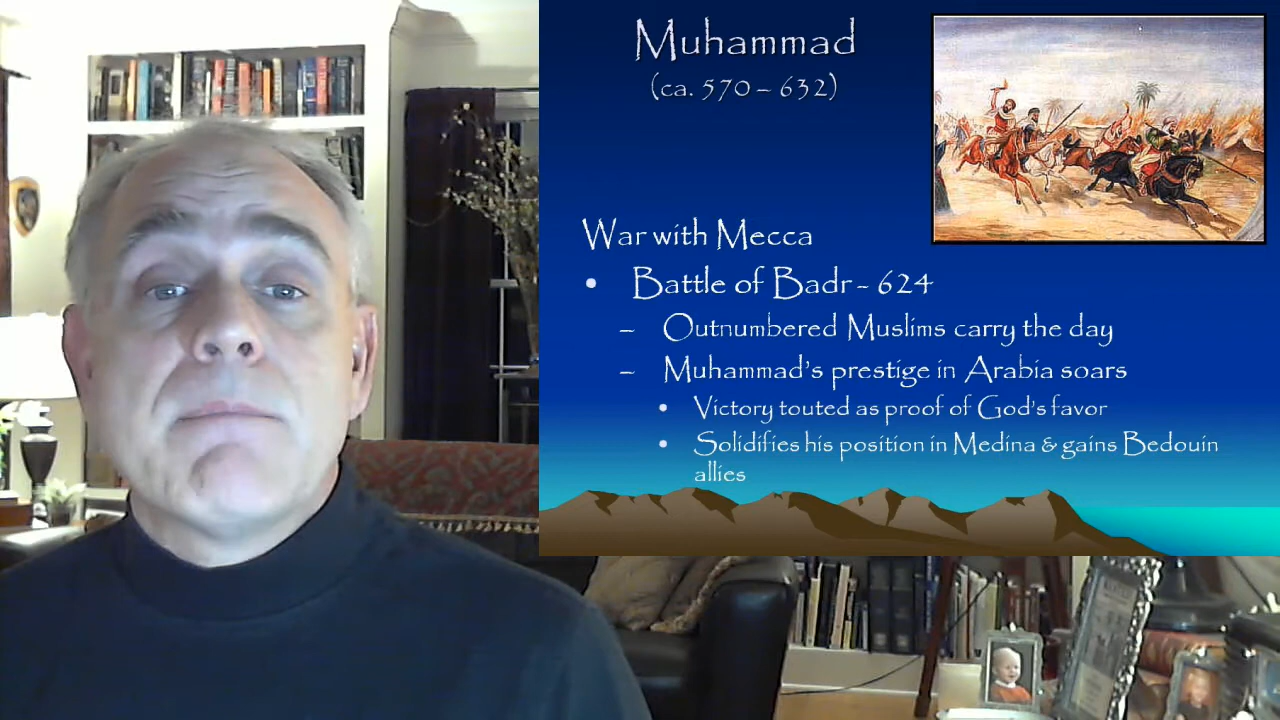 Muhammad
(ca. 570 – 632)
War with Mecca
• Battle of Badr – 624
– Outnumbered Muslims carry the day
– Muhammad's prestige in Arabia soars
• Victory touted as proof of God's favor
• Solidifies his position in Medina & gains Bedouin
allies